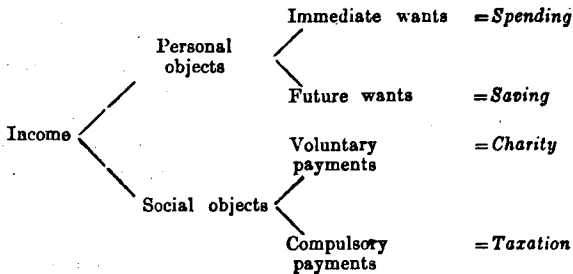 Immediate wants = Spending
Personal
objects
Future wants = Saving
Income
Voluntary
payments = Charity
Social objects
Compulsory
payments = Taxation